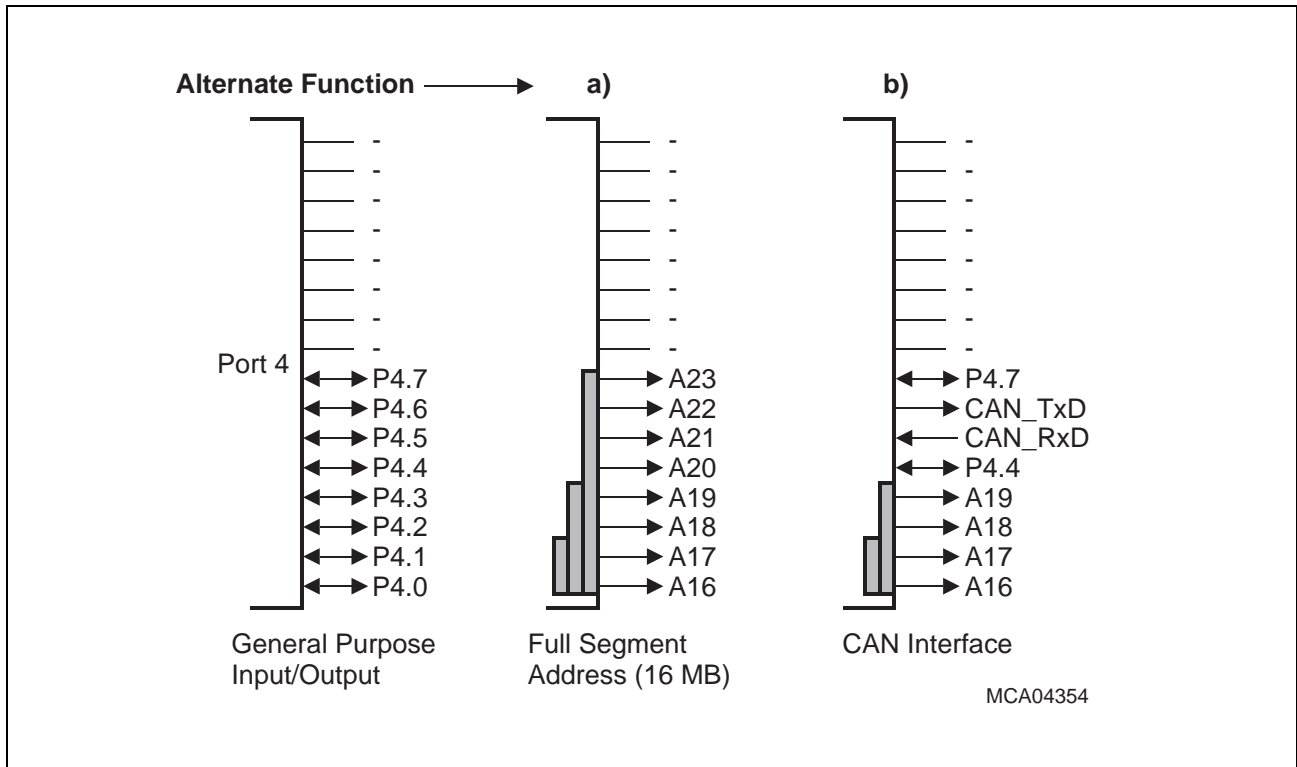 Alternate Function a) b)
- - -
- - -
- - -
- - -
- - -
- - -
- - -
- - -
Port 4
P4.7 A23 P4.7
P4.6 A22 CAN_TxD
P4.5 A21 CAN_RxD
P4.4 A20 P4.4
P4.3 A19 A19
P4.2 A18 A18
P4.1 A17 A17
P4.0 A16 A16
General Purpose Full Segment CAN Interface
Input/Output Address (16 MB)
MCA04354